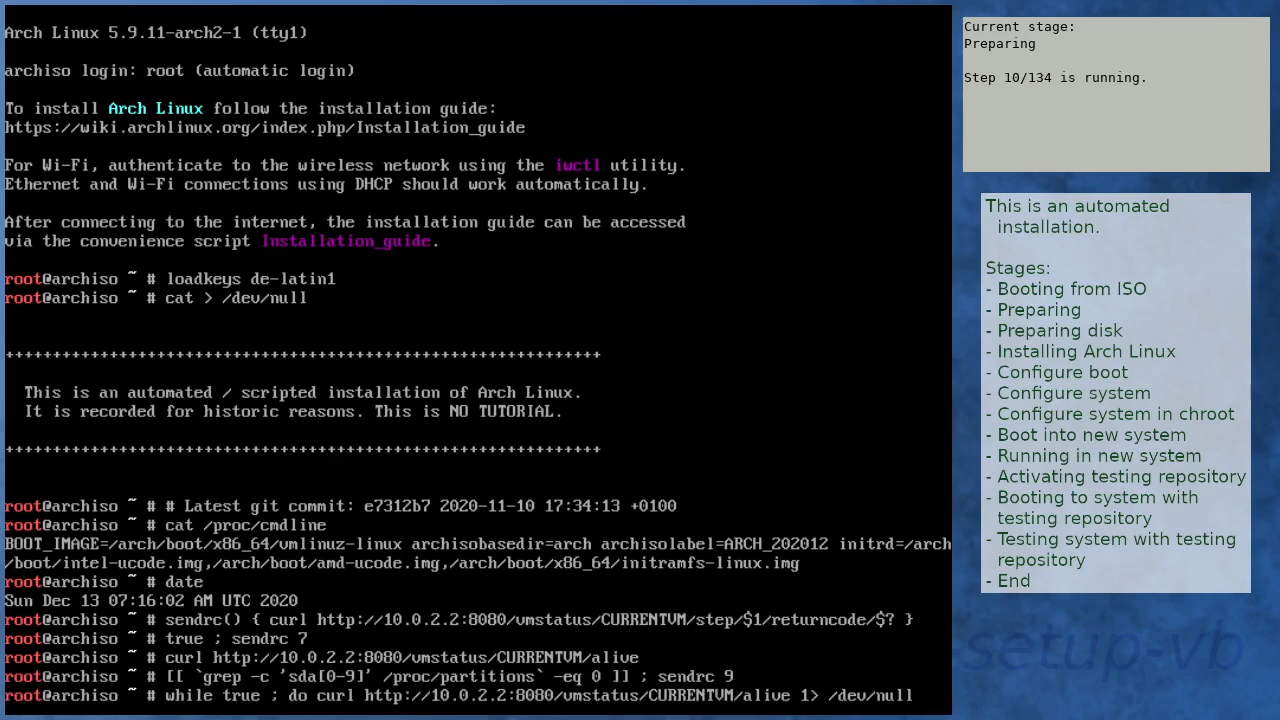 Arch Linux 5.9.11-arch2-1 (tty1)
archiso login: root (automatic login)
To install Arch Linux follow the installation guide:
https://wiki.archlinux.org/index.php/Installation_guide
For Wi-Fi, authenticate to the wireless network using the iwctl utility.
Ethernet and Wi-Fi connections using DHCP should work automatically.
After connecting to the internet, the installation guide can be accessed
via the convenience script Installation_guide.
root@archiso ~ # loadkeys de-latin1
root@archiso ~ # cat > /dev/null
+++++++++++++++++++++++++++++++++++++++++++++++++++++++++++++++
This is an automated / scripted installation of Arch Linux.
It is recorded for historic reasons. This is NO TUTORIAL.
+++++++++++++++++++++++++++++++++++++++++++++++++++++++++++++++
root@archiso ~ # # Latest git commit: e7312b7 2020-11-10 17:34:13 +0100
root@archiso ~ # cat /proc/cmdline
BOOT_IMAGE=/arch/boot/x86_64/vmlinuz-linux archisobasedir=arch archisolabel=ARCH_202012 initrd=/arch
/boot/intel-ucode.img,/arch/boot/amd-ucode.img,/arch/boot/x86_64/initramfs-linux.img
root@archiso ~ # date
Sun Dec 13 07:16:02 AM UTC 2020
root@archiso ~ # sendrc() { curl http://10.0.2.2:8080/vmstatus/CURRENTVM/step/$1/returncode/$? }
root@archiso ~ # true ; sendrc 7
root@archiso ~ # curl http://10.0.2.2:8080/vmstatus/CURRENTVM/alive
root@archiso ~ # [[ `grep -c 'sda[0-9]' /proc/partitions` -eq 0 ]] ; sendrc 9
root@archiso ~ # while true ; do curl http://10.0.2.2:8080/vmstatus/CURRENTVM/alive 1> /dev/null
Current stage:
Preparing
Step 10/134 is running.
This is an automated
installation.
Stages:
- Booting from ISO
- Preparing
- Preparing disk
- Installing Arch Linux
- Configure boot
- Configure system
- Configure system in chroot
- Boot into new system
- Running in new system
- Activating testing repository
- Booting to system with
testing repository
- Testing system with testing
repository
- End
setup-vb